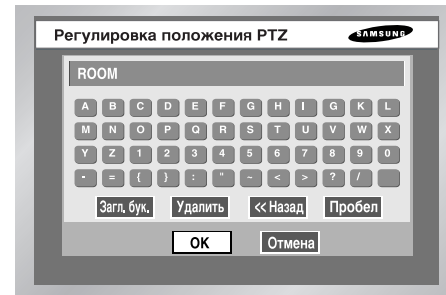 Регулировка положения PTZ SAMSUNG
ROOM
A B C D E F G H I G K L
M N O P Q R S T U V W X
Y Z 1 2 3 4 5 6 7 8 9 0
- = { } : " ~ < > ? /
Загл. бук. Удалить << Назад Пробел
OK Отмена